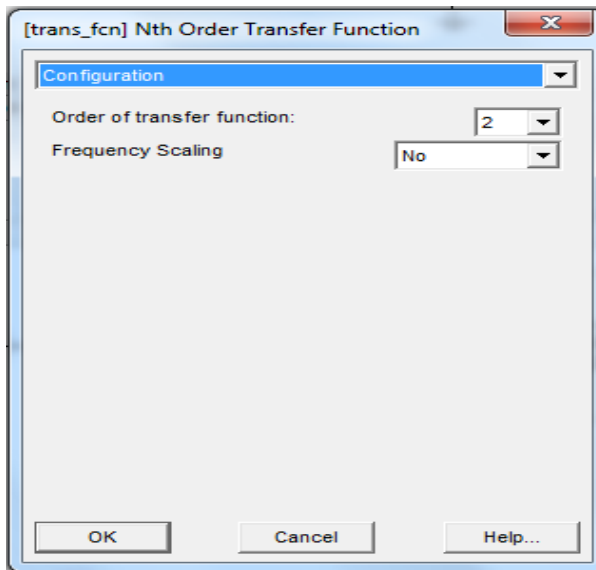 [trans_fcn] Nth Order Transfer Function
Configuration
Order of transfer function: 2
Frequency Scaling No
OK Cancel Help...